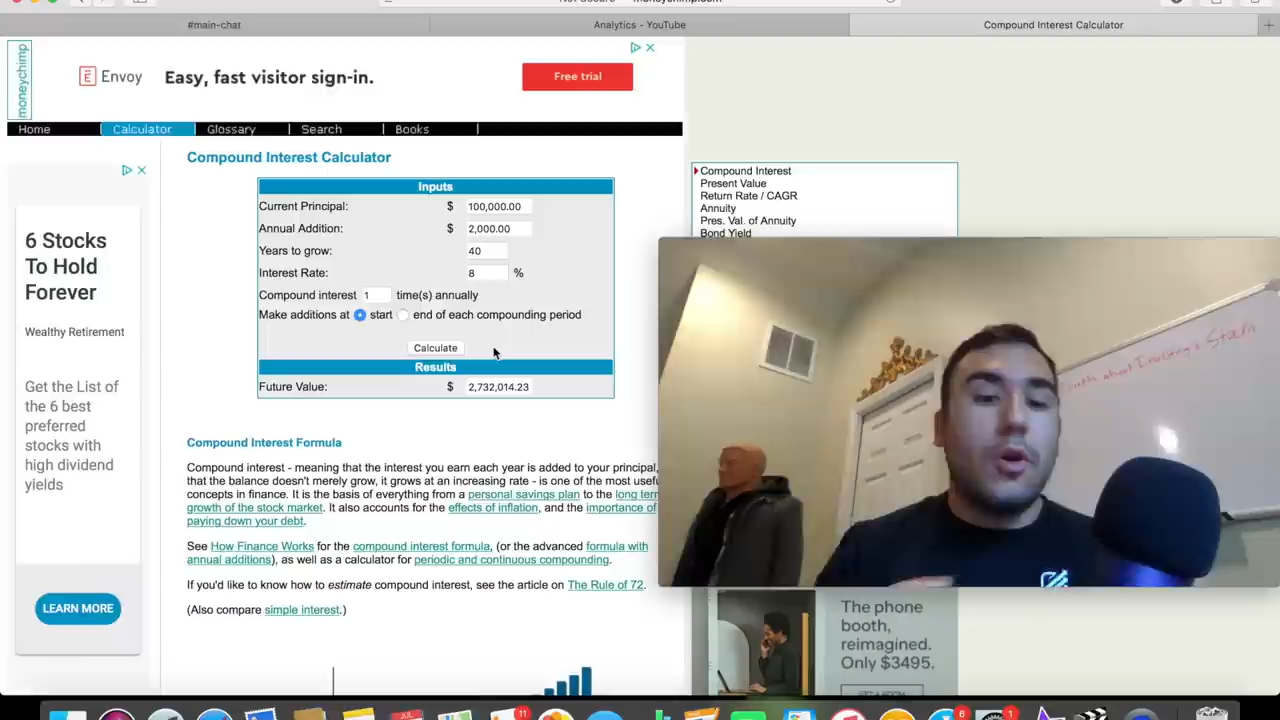 #main-chat
Analytics - YouTube
Compound Interest Calculator
moneychimp
Envoy
Easy, fast visitor sign-in.
Free trial
Home
Calculator
Glossary
Search
Books
6 Stocks
To Hold
Forever
Wealthy Retirement
Get the List of
the 6 best
preferred
stocks with
high dividend
yields
LEARN MORE
Compound Interest Calculator
Inputs
Current Principal: $ 100,000.00
Annual Addition: $ 2,000.00
Years to grow: 40
Interest Rate: 8 %
Compound interest 1 time(s) annually
Make additions at start end of each compounding period
Calculate
Results
Future Value: $ 2,732,014.23
Compound Interest Formula
Compound interest - meaning that the interest you earn each year is added to your principal,
that the balance doesn't merely grow, it grows at an increasing rate - is one of the most
concepts in finance. It is the basis of everything from a personal savings plan to the long
growth of the stock market. It also accounts for the effects of inflation, and the importance of
paying down your debt.
See How Finance Works for the compound interest formula, (or the advanced formula with
annual additions), as well as a calculator for periodic and continuous compounding.
If you'd like to know how to estimate compound interest, see the article on The Rule of 72.
(Also compare simple interest.)
Compound Interest
Present Value
Return Rate / CAGR
Annuity
Pres. Val. of Annuity
Bond Yield
about Investing
The phone
booth,
reimagined.
Only $3495.
JUL
11
6
1